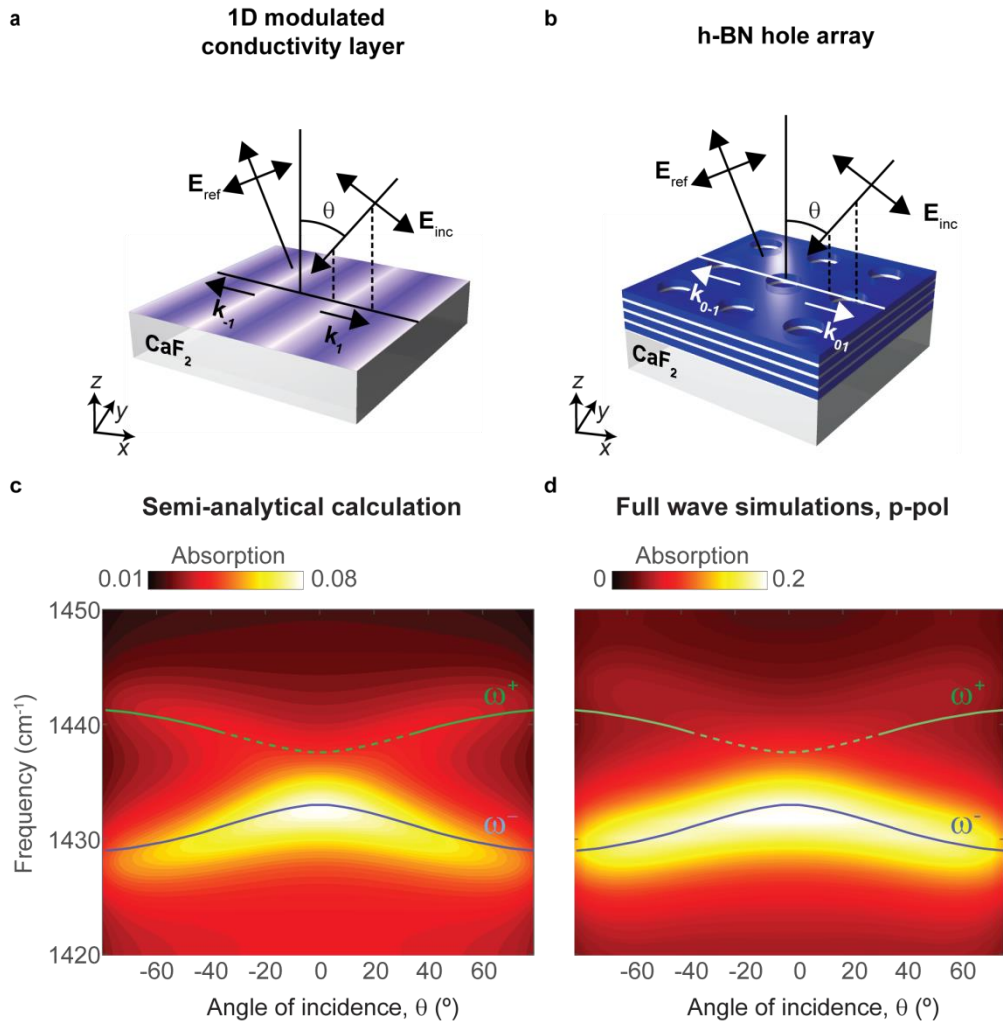 a
1D modulated
conductivity layer
E_ref
θ
E_inc
k_-1
k_1
CaF₂
z
y
x
b
h-BN hole array
E_ref
θ
E_inc
k_0-1
k_01
CaF₂
z
y
x
c
Semi-analytical calculation
Absorption
0.01 0.08
1450
1440
1430
1420
Frequency (cm⁻¹)
ω⁺
ω⁻
-60 -40 -20 0 20 40 60
Angle of incidence, θ (º)
d
Full wave simulations, p-pol
Absorption
0 0.2
ω⁺
ω⁻
-60 -40 -20 0 20 40 60
Angle of incidence, θ (º)